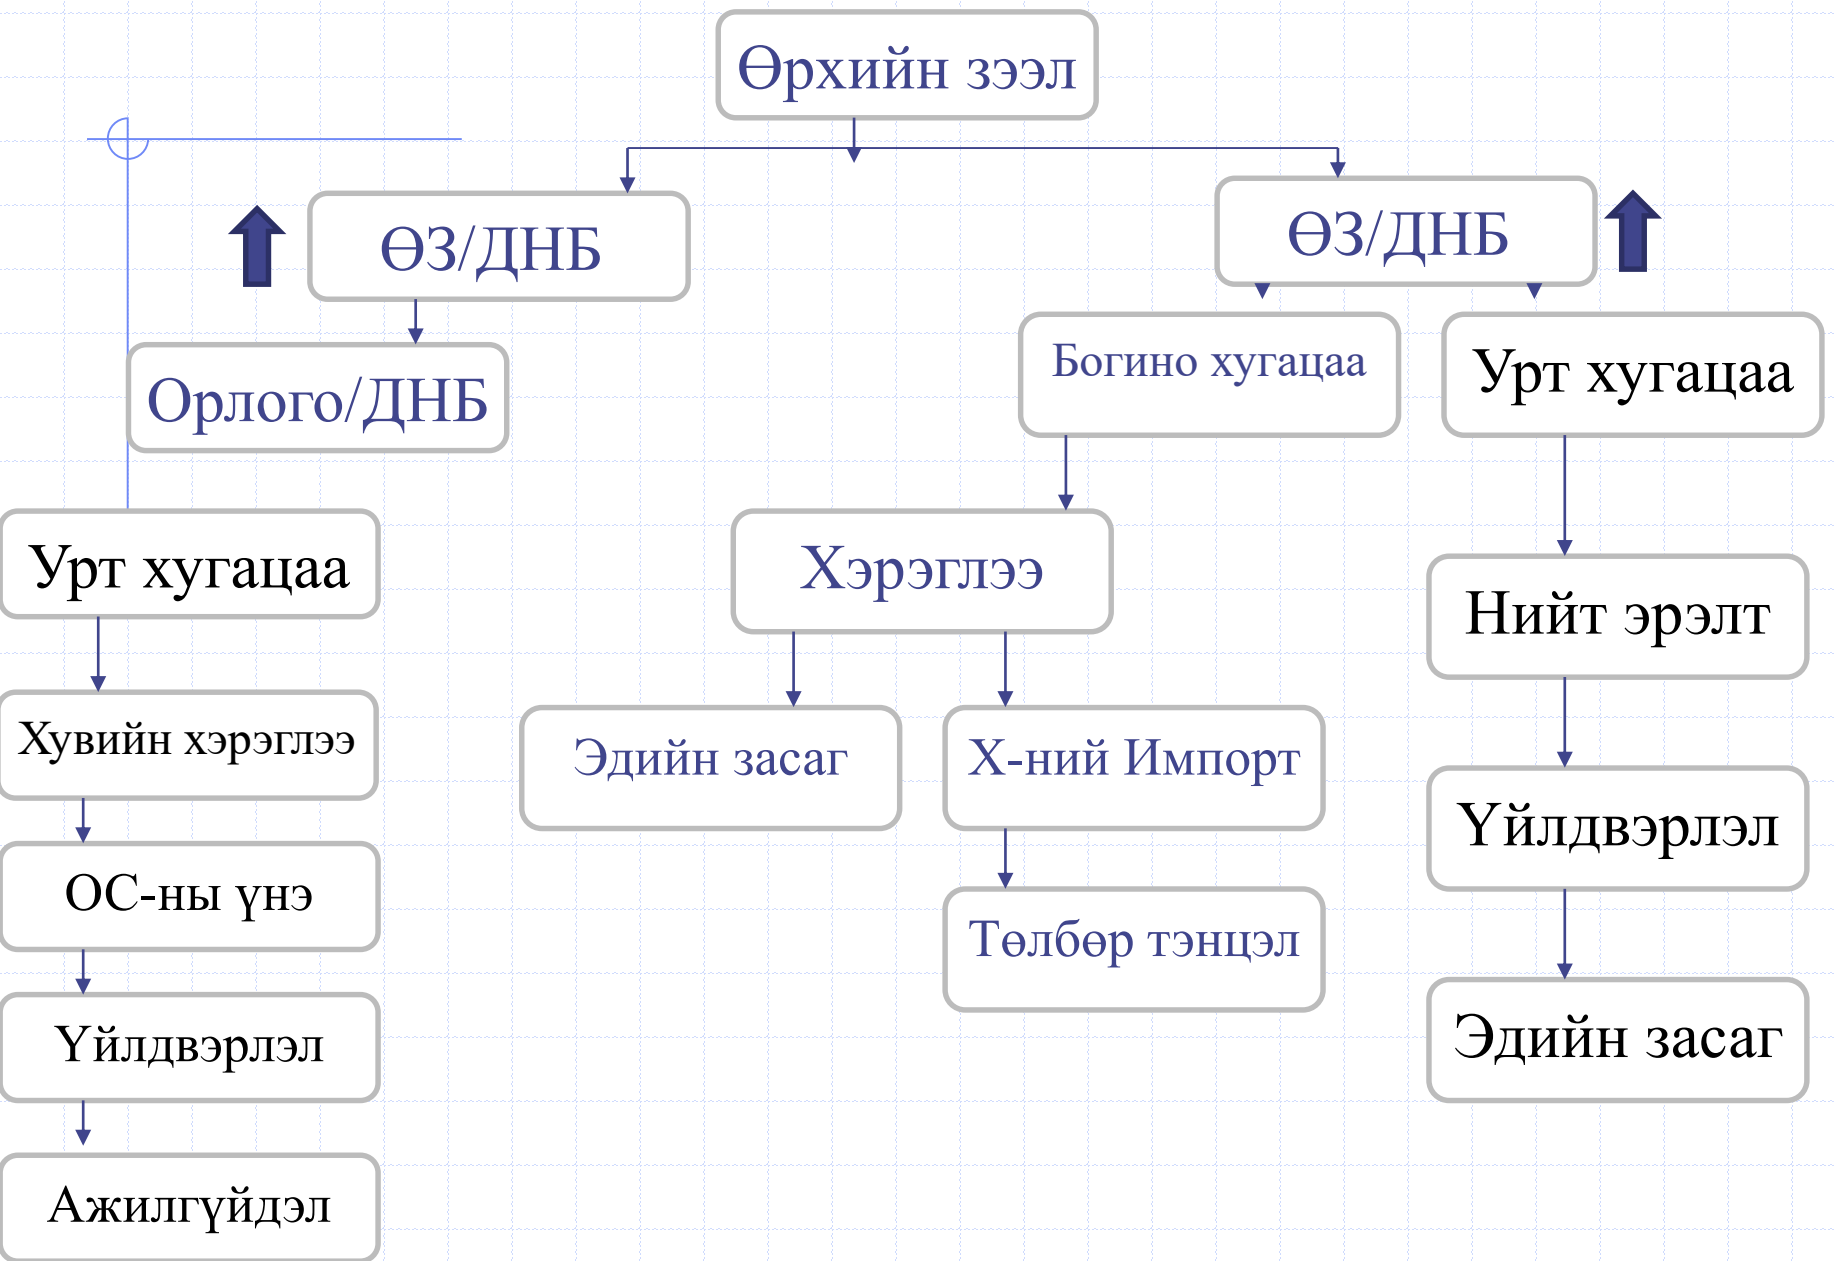 Өрхийн зээл
ӨЗ/ДНБ
ӨЗ/ДНБ
Орлого/ДНБ
Богино хугацаа
Урт хугацаа
Урт хугацаа
Хэрэглээ
Нийт эрэлт
Хувийн хэрэглээ
Эдийн засаг
Х-ний Импорт
Үйлдвэрлэл
ОС-ны үнэ
Төлбөр тэнцэл
Үйлдвэрлэл
Эдийн засаг
Ажилгүйдэл